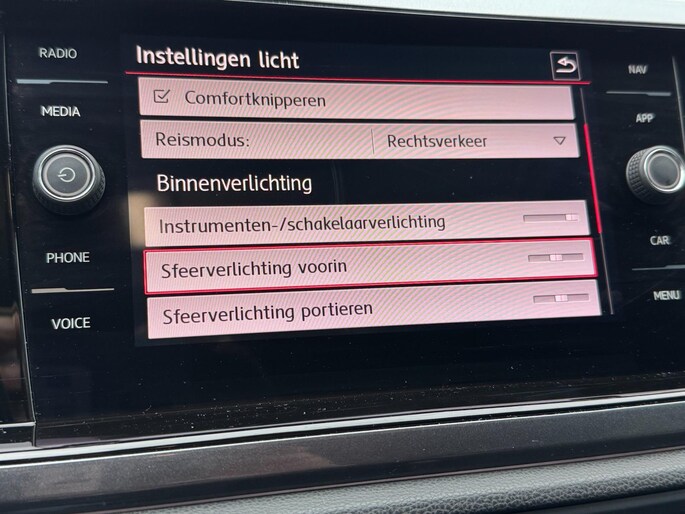 Instellingen licht
RADIO
MEDIA
PHONE
VOICE
Comfortknipperen
Reismodus: Rechtsverkeer
Binnenverlichting
Instrumenten-/schakelaarverlichting
Sfeerverlichting voorin
Sfeerverlichting portieren
NAV
APP
CAR
MENU